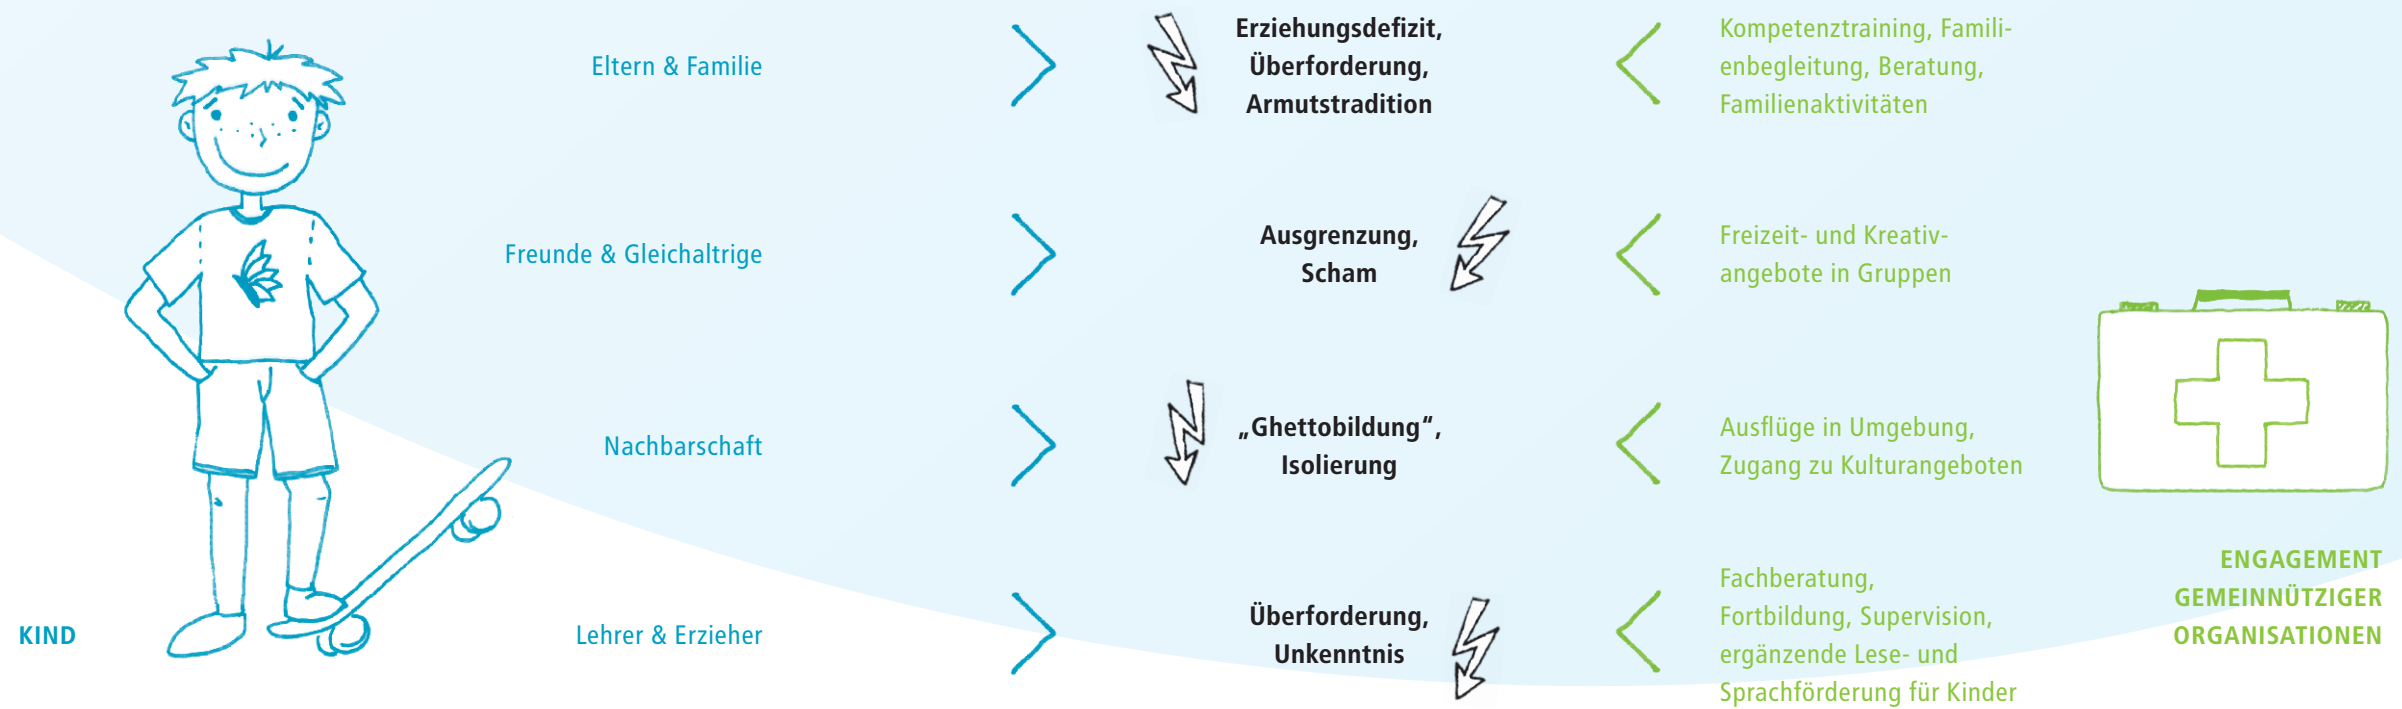 Eltern & Familie
Erziehungsdefizit,
Überforderung,
Armutstradition
Kompetenztraining, Famili-
enbegleitung, Beratung,
Familienaktivitäten
Freunde & Gleichaltrige
Ausgrenzung,
Scham
Freizeit- und Kreativ-
angebote in Gruppen
Nachbarschaft
„Ghettobildung“,
Isolierung
Ausflüge in Umgebung,
Zugang zu Kulturangeboten
KIND
Lehrer & Erzieher
Überforderung,
Unkenntnis
Fachberatung,
Fortbildung, Supervision,
ergänzende Lese- und
Sprachförderung für Kinder
ENGAGEMENT
GEMEINNÜTZIGER
ORGANISATIONEN